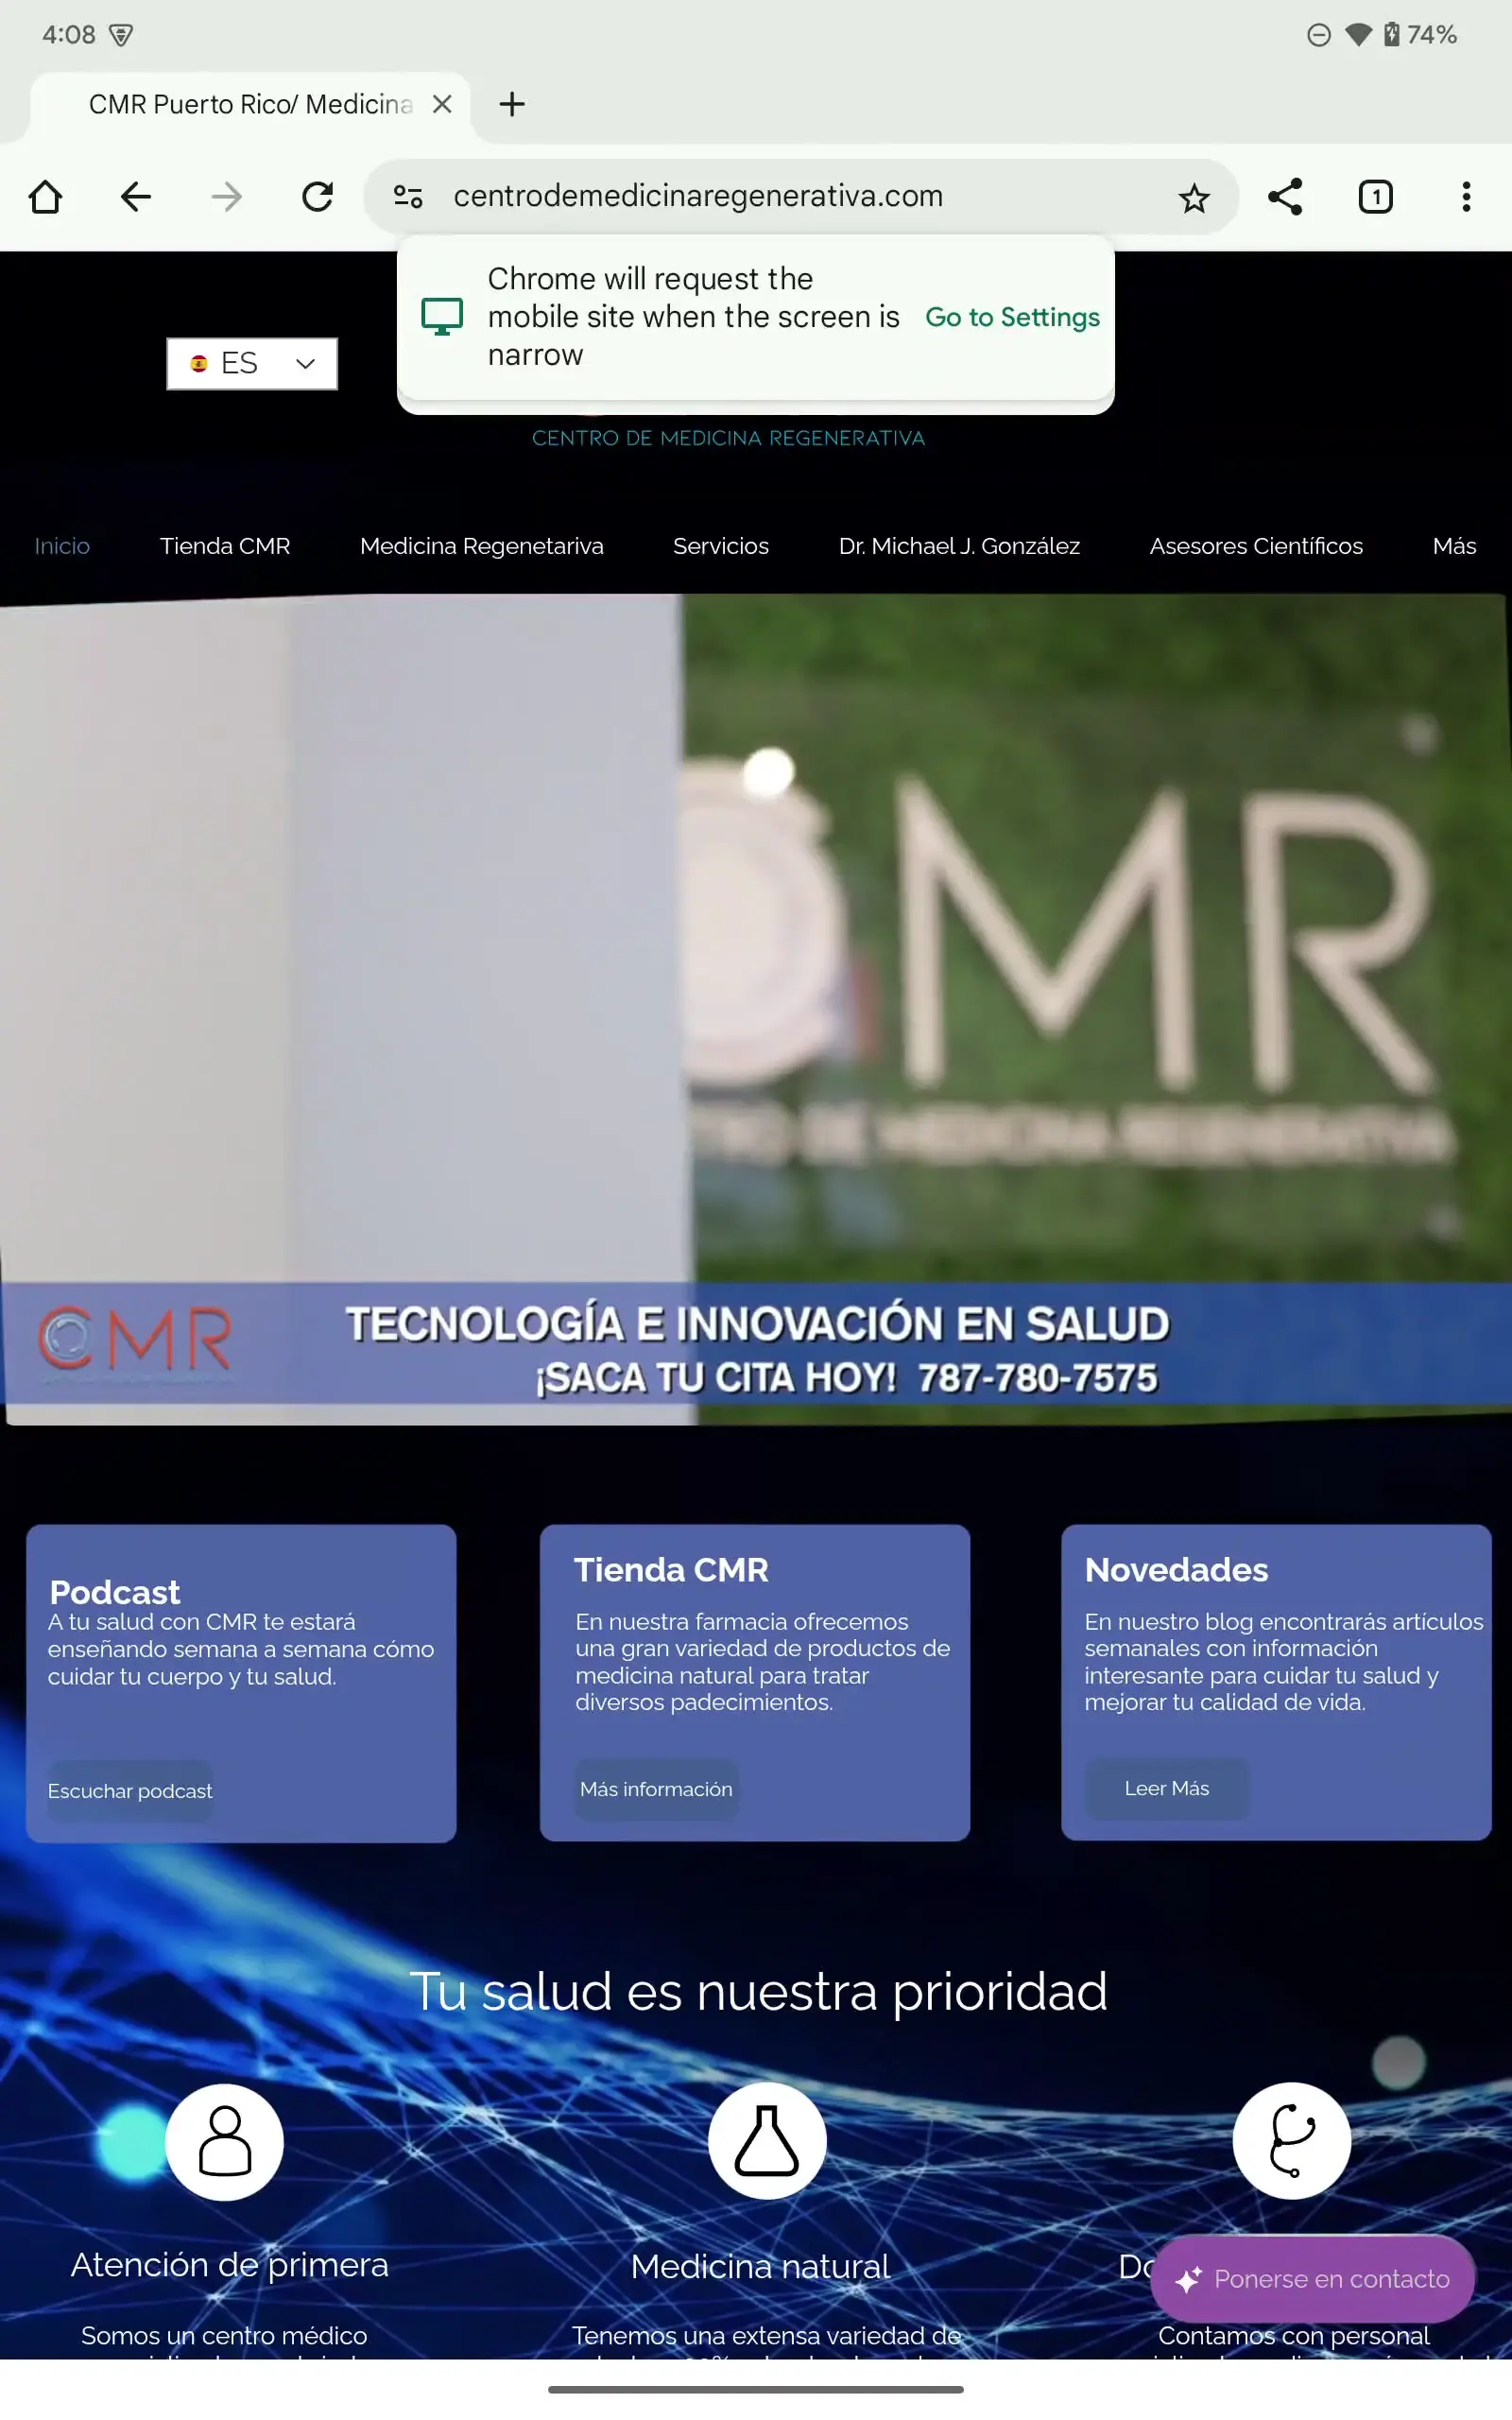 4:08
74%
CMR Puerto Rico/ Medicina
centrodemedicinaregenerativa.com
1
Chrome will request the
mobile site when the screen is
narrow
Go to Settings
ES
CENTRO DE MEDICINA REGENERATIVA
Inicio
Tienda CMR
Medicina Regenetariva
Servicios
Dr. Michael J. González
Asesores Científicos
Más
CMR
DE MEDICINA REGENERATIVA
CMR
TECNOLOGÍA E INNOVACIÓN EN SALUD
¡SACA TU CITA HOY! 787-780-7575
Podcast
A tu salud con CMR te estará
enseñando semana a semana cómo
cuidar tu cuerpo y tu salud.
Escuchar podcast
Tienda CMR
En nuestra farmacia ofrecemos
una gran variedad de productos de
medicina natural para tratar
diversos padecimientos.
Más información
Novedades
En nuestro blog encontrarás artículos
semanales con información
interesante para cuidar tu salud y
mejorar tu calidad de vida.
Leer Más
Tu salud es nuestra prioridad
Atención de primera
Somos un centro médico
Medicina natural
Tenemos una extensa variedad de
Do
Contamos con personal
Ponerse en contacto